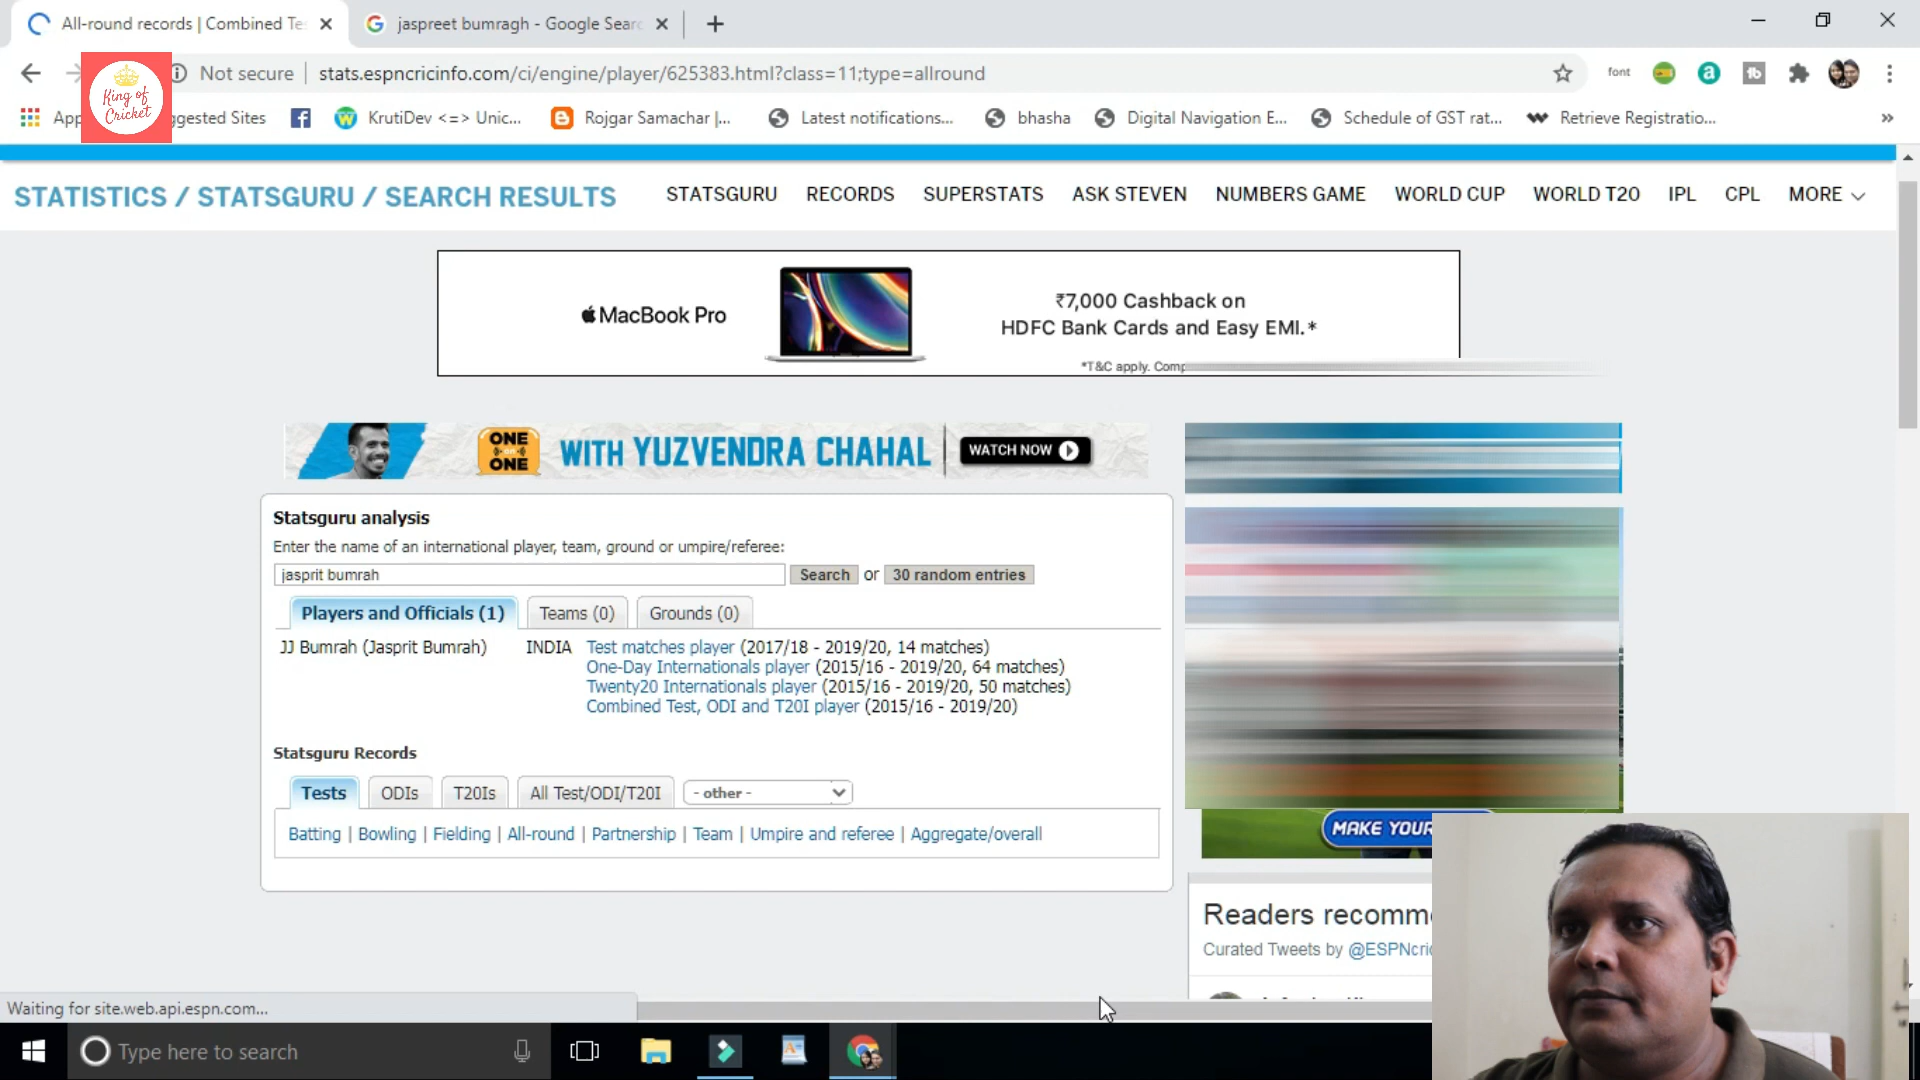 All-round records | Combined Te
jaspreet bumragh - Google Sear
Not secure
stats.espncricinfo.com/ci/engine/player/625383.html?class=11;type=allround
font
King of
Cricket
App
ggested Sites
KrutiDev <=> Unic...
Rojgar Samachar |...
Latest notifications...
bhasha
Digital Navigation E...
Schedule of GST rat...
Retrieve Registratio...
STATISTICS / STATSGURU / SEARCH RESULTS
STATSGURU RECORDS SUPERSTATS ASK STEVEN NUMBERS GAME WORLD CUP WORLD T20 IPL CPL MORE
MacBook Pro
₹7,000 Cashback on
HDFC Bank Cards and Easy EMI.*
*T&C apply. Comp
ONE on ONE WITH YUZVENDRA CHAHAL WATCH NOW
Statsguru analysis
Enter the name of an international player, team, ground or umpire/referee:
jasprit bumrah Search or 30 random entries
Players and Officials (1) Teams (0) Grounds (0)
JJ Bumrah (Jasprit Bumrah) INDIA Test matches player (2017/18 - 2019/20, 14 matches)
One-Day Internationals player (2015/16 - 2019/20, 64 matches)
Twenty20 Internationals player (2015/16 - 2019/20, 50 matches)
Combined Test, ODI and T20I player (2015/16 - 2019/20)
Statsguru Records
Tests ODIs T20Is All Test/ODI/T20I - other -
Batting | Bowling | Fielding | All-round | Partnership | Team | Umpire and referee | Aggregate/overall
MAKE YOUR
Readers recomm
Curated Tweets by @ESPNcri
Waiting for site.web.api.espn.com...
Type here to search